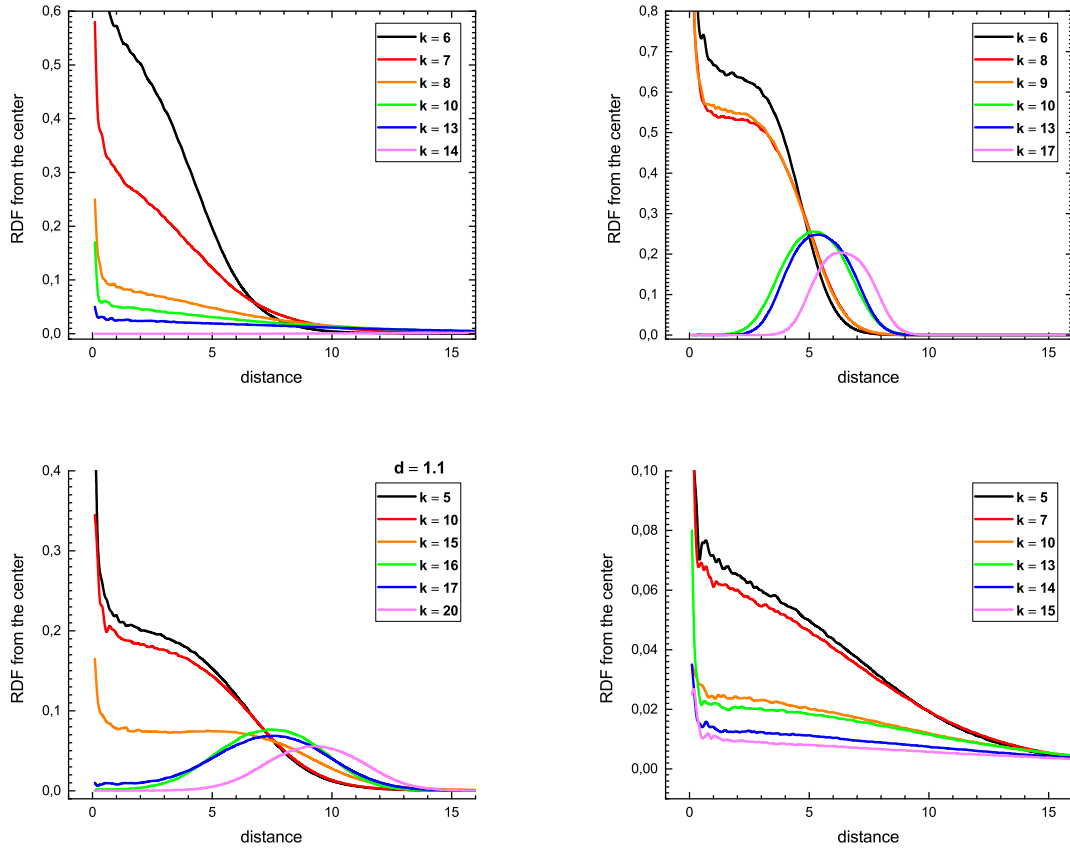 0,6
0,5
0,4
0,3
0,2
0,1
0,0
0
5
10
15
RDF from the center
distance
k = 6
k = 7
k = 8
k = 10
k = 13
k = 14
0,8
0,7
0,6
0,5
0,4
0,3
0,2
0,1
0,0
0
5
10
15
RDF from the center
distance
k = 6
k = 8
k = 9
k = 10
k = 13
k = 17
d = 1.1
0,4
0,3
0,2
0,1
0,0
0
5
10
15
RDF from the center
distance
k = 5
k = 10
k = 15
k = 16
k = 17
k = 20
0,10
0,08
0,06
0,04
0,02
0,00
0
5
10
15
RDF from the center
distance
k = 5
k = 7
k = 10
k = 13
k = 14
k = 15